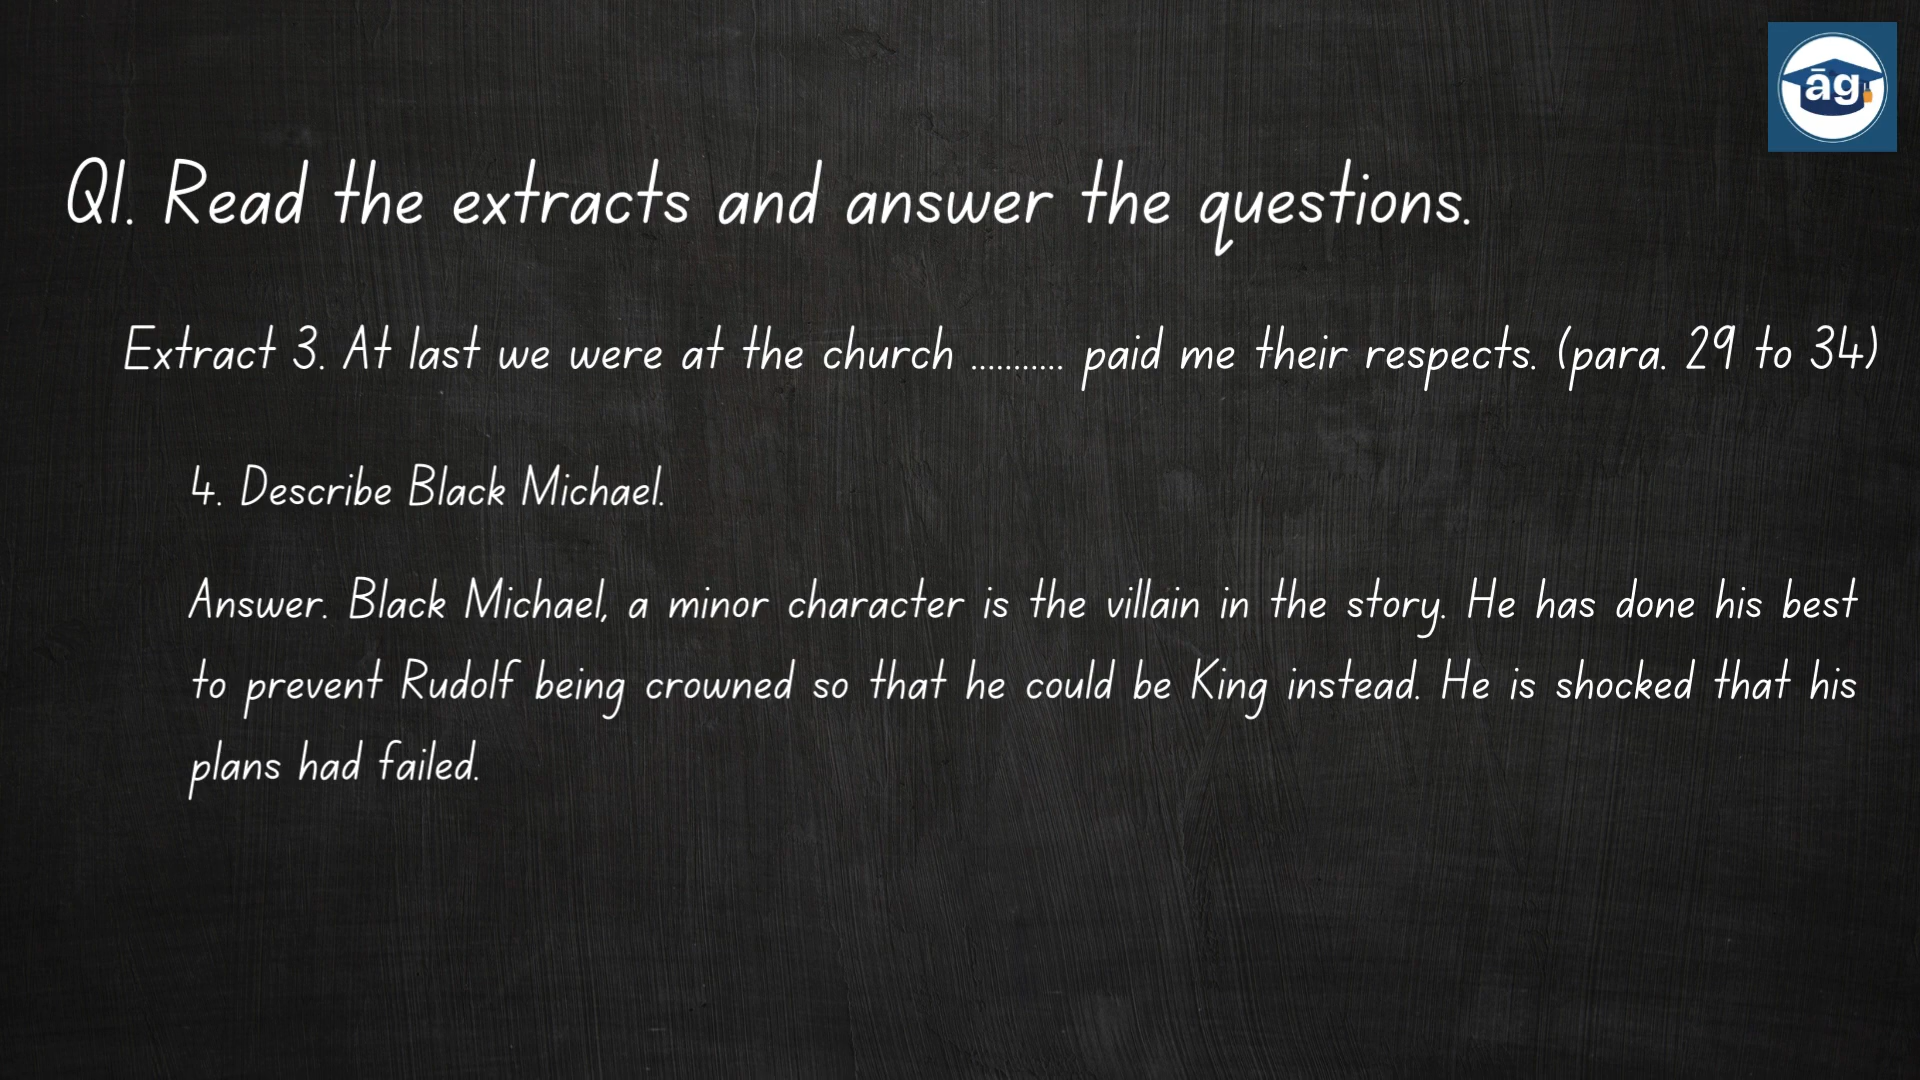 āg
Q1. Read the extracts and answer the questions.
Extract 3. At last we were at the church ........... paid me their respects. (para. 29 to 34)
4. Describe Black Michael.
Answer. Black Michael, a minor character is the villain in the story. He has done his best
to prevent Rudolf being crowned so that he could be King instead. He is shocked that his
plans had failed.